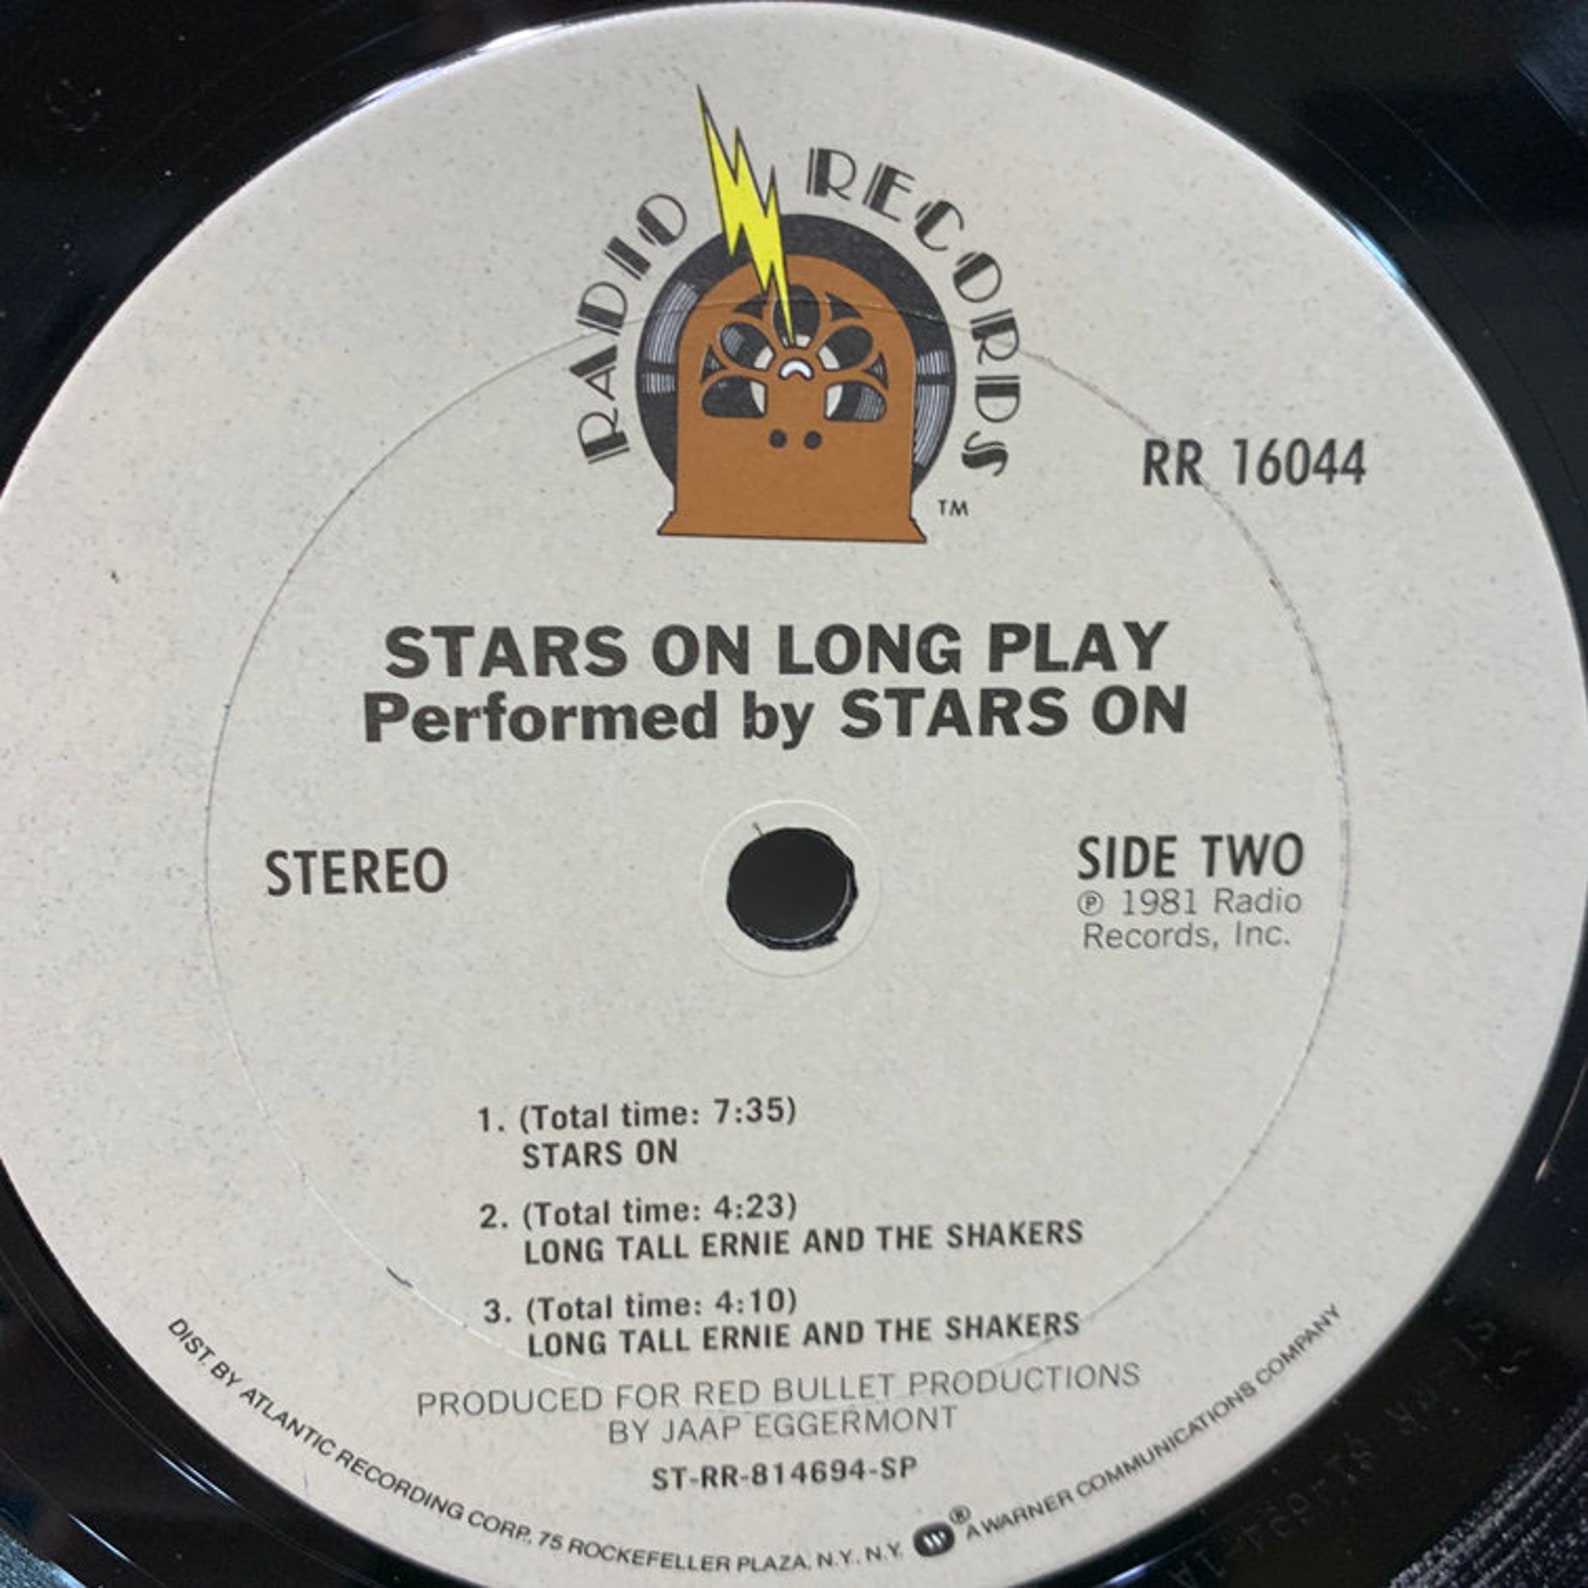 RADIO RECORDS
TM
RR 16044
STARS ON LONG PLAY
Performed by STARS ON
STEREO
SIDE TWO
℗ 1981 Radio
Records, Inc.
1. (Total time: 7:35)
STARS ON
2. (Total time: 4:23)
LONG TALL ERNIE AND THE SHAKERS
3. (Total time: 4:10)
LONG TALL ERNIE AND THE SHAKERS
PRODUCED FOR RED BULLET PRODUCTIONS
BY JAAP EGGERMONT
ST-RR-814694-SP
DIST. BY ATLANTIC RECORDING CORP., 75 ROCKEFELLER PLAZA, N.Y., N.Y. ® A WARNER COMMUNICATIONS COMPANY